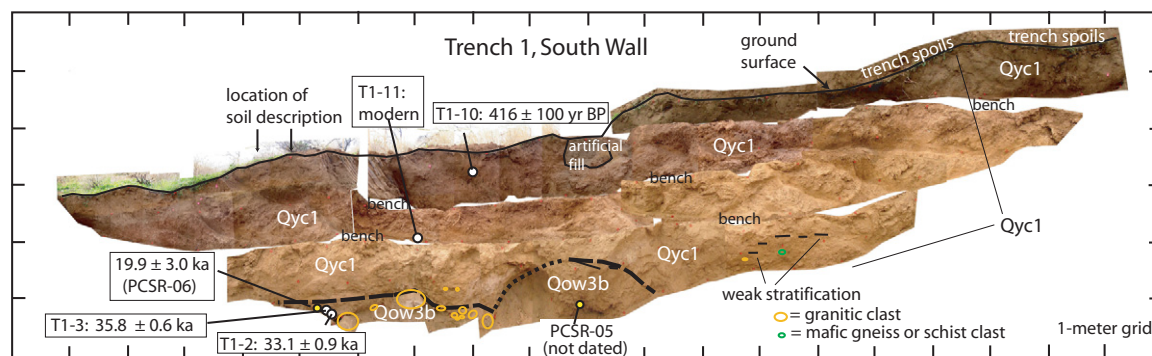 Trench 1, South Wall
trench spoils
trench spoils
ground
surface
Qyc1
location of
soil description
T1-11:
modern
T1-10: 416 ± 100 yr BP
bench
artificial
fill
Qyc1
bench
bench
Qyc1
bench
bench
Qyc1
Qyc1
Qyc1
19.9 ± 3.0 ka
(PCSR-06)
Qow3b
weak stratification
Qow3b
T1-3: 35.8 ± 0.6 ka
T1-2: 33.1 ± 0.9 ka
PCSR-05
(not dated)
= granitic clast
= mafic gneiss or schist clast
1-meter grid